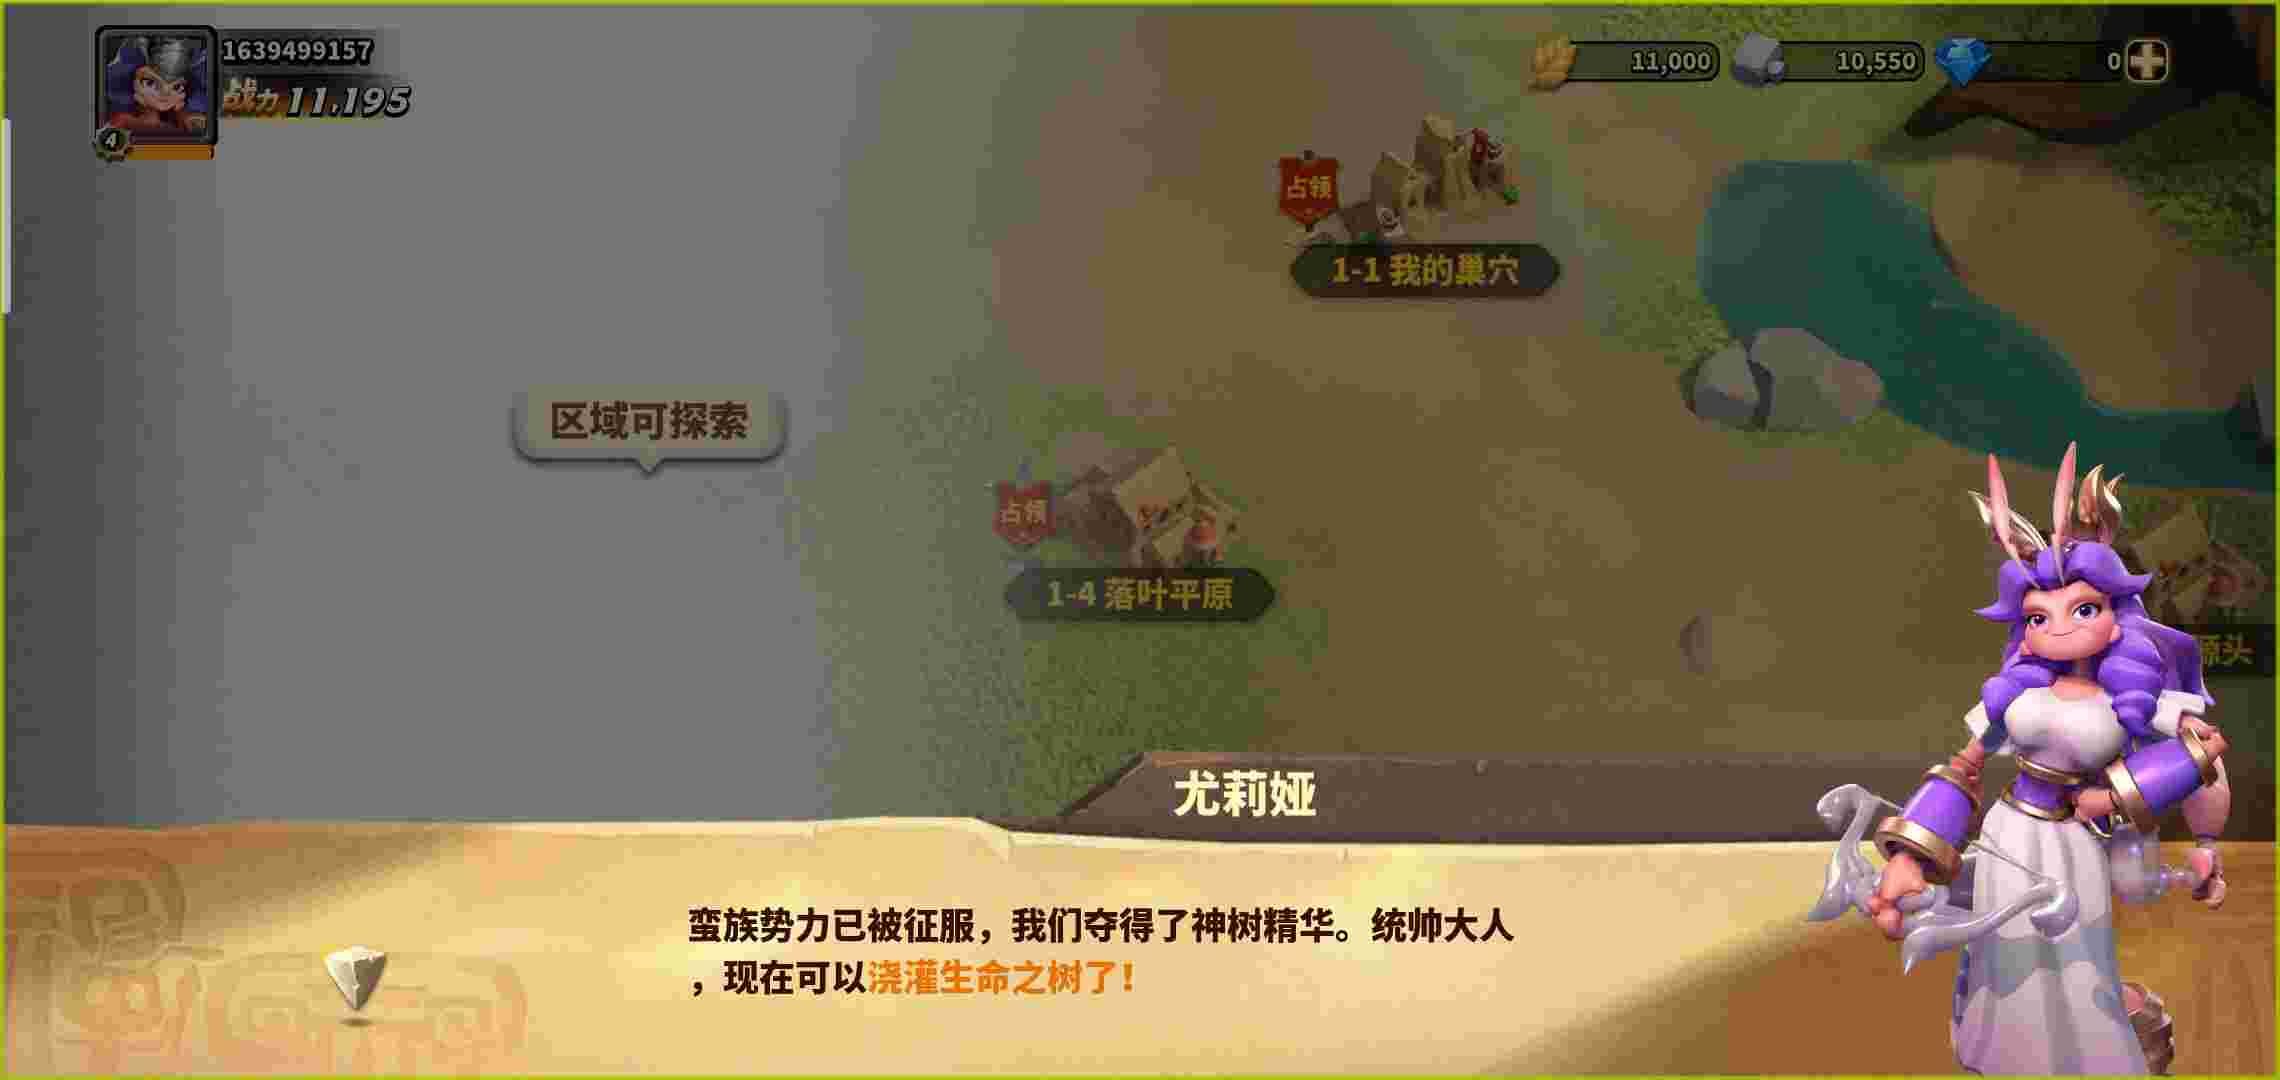 1639499157
战力 11,195
4
11,000
10,550
0
占领
1-1 我的巢穴
区域可探索
占领
1-4 落叶平原
源头
尤莉娅
蛮族势力已被征服，我们夺得了神树精华。统帅大人
，现在可以浇灌生命之树了！